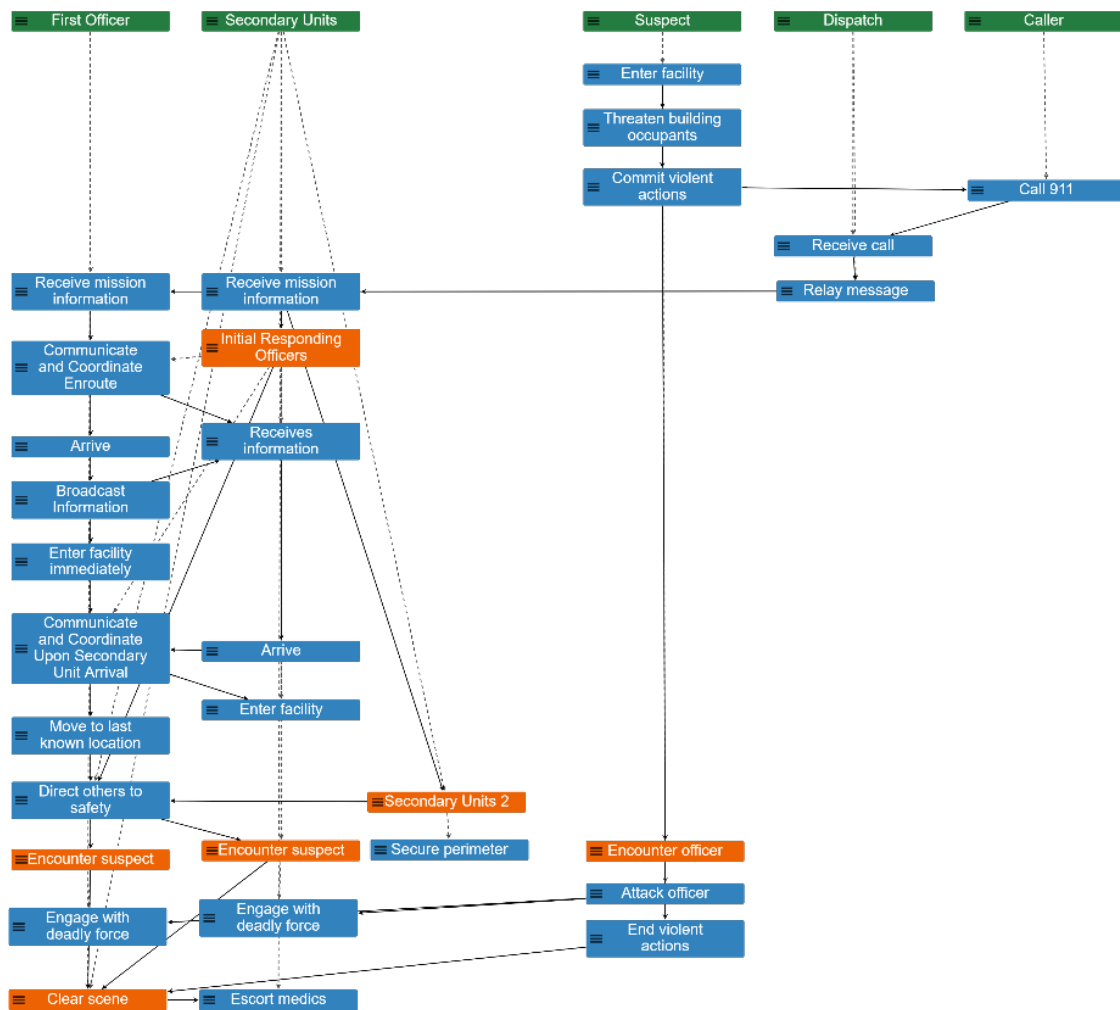 First Officer
Secondary Units
Suspect
Dispatch
Caller
Enter facility
Threaten building
occupants
Commit violent
actions
Call 911
Receive call
Receive mission
information
Receive mission
information
Relay message
Initial Responding
Officers
Communicate
and Coordinate
Enroute
Receives
information
Arrive
Broadcast
Information
Enter facility
immediately
Communicate
and Coordinate
Upon Secondary
Unit Arrival
Arrive
Enter facility
Move to last
known location
Direct others to
safety
Secondary Units 2
Encounter suspect
Encounter suspect
Secure perimeter
Encounter officer
Attack officer
Engage with
deadly force
Engage with
deadly force
End violent
actions
Clear scene
Escort medics